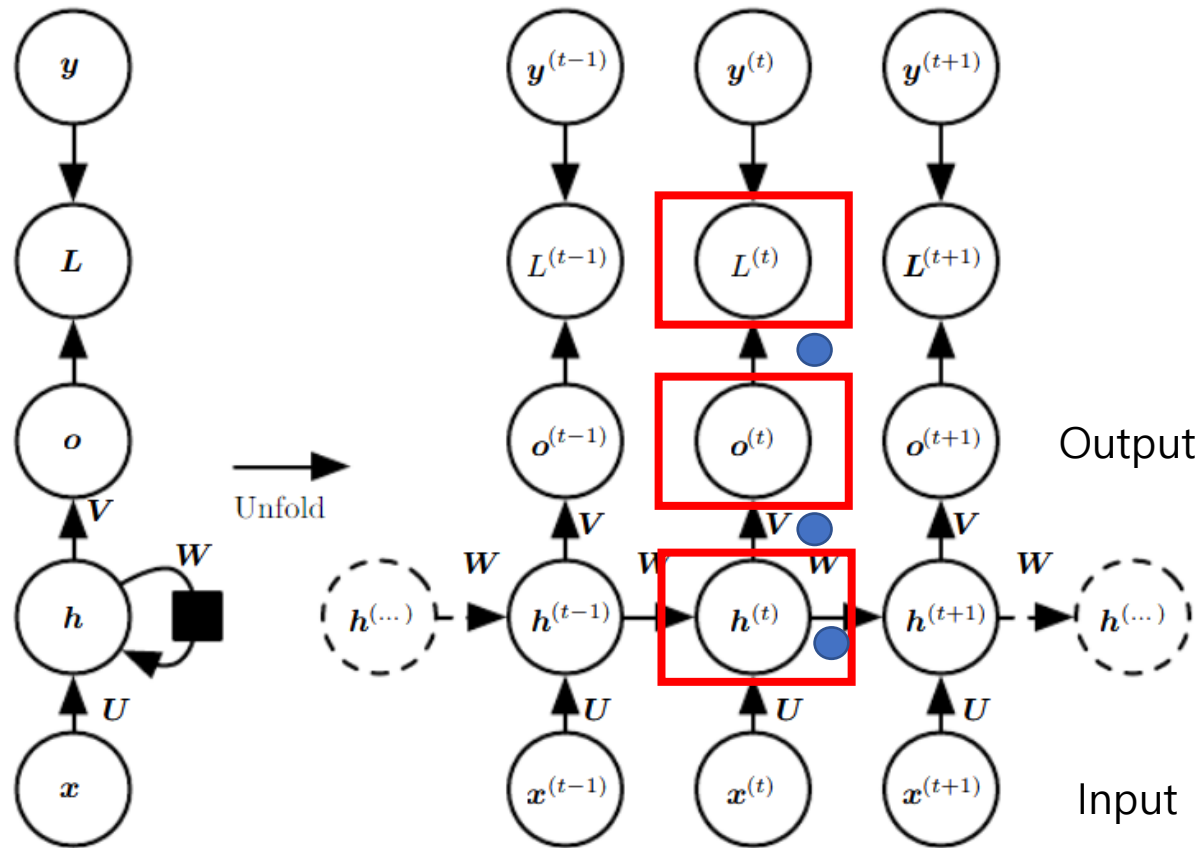 y y(t−1) y(t) y(t+1)
L L(t−1) L(t) L(t+1)
o o(t−1) o(t) o(t+1) Output
Unfold
V V V V
W W W W W
h h(...) h(t−1) h(t) h(t+1) h(...)
U U U U
x x(t−1) x(t) x(t+1) Input